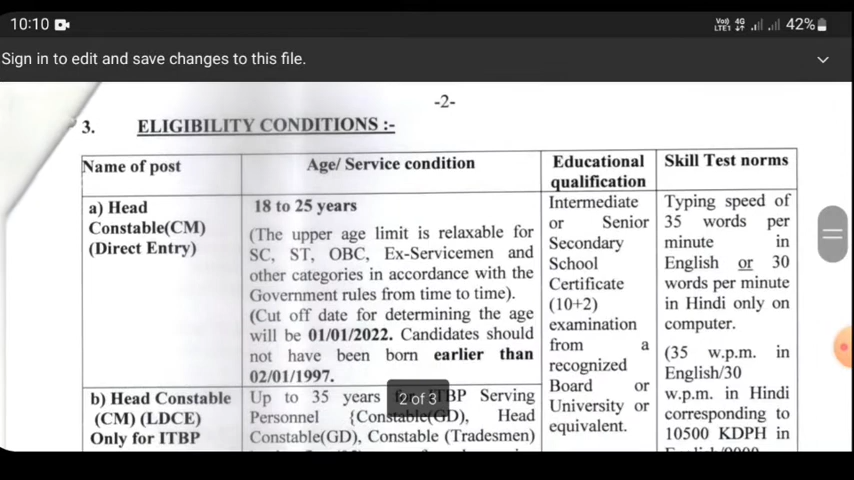 10:10
Vo)) 4G
LTE1
42%
Sign in to edit and save changes to this file.
-2-
3. ELIGIBILITY CONDITIONS :-
Name of post
Age/ Service condition
Educational
qualification
Skill Test norms
a) Head
Constable(CM)
(Direct Entry)
18 to 25 years
(The upper age limit is relaxable for
SC, ST, OBC, Ex-Servicemen and
other categories in accordance with the
Government rules from time to time).
(Cut off date for determining the age
will be 01/01/2022. Candidates should
not have been born earlier than
02/01/1997.
Intermediate
or Senior
Secondary
School
Certificate
(10+2)
examination
from a
recognized
Board or
University or
equivalent.
Typing speed of
35 words per
minute in
English or 30
words per minute
in Hindi only on
computer.
(35 w.p.m. in
English/30
w.p.m. in Hindi
corresponding to
10500 KDPH in
b) Head Constable
(CM) (LDCE)
Only for ITBP
Up to 35 years ITBP Serving
Personnel {Constable(GD), Head
Constable(GD), Constable (Tradesmen)
2 of 3